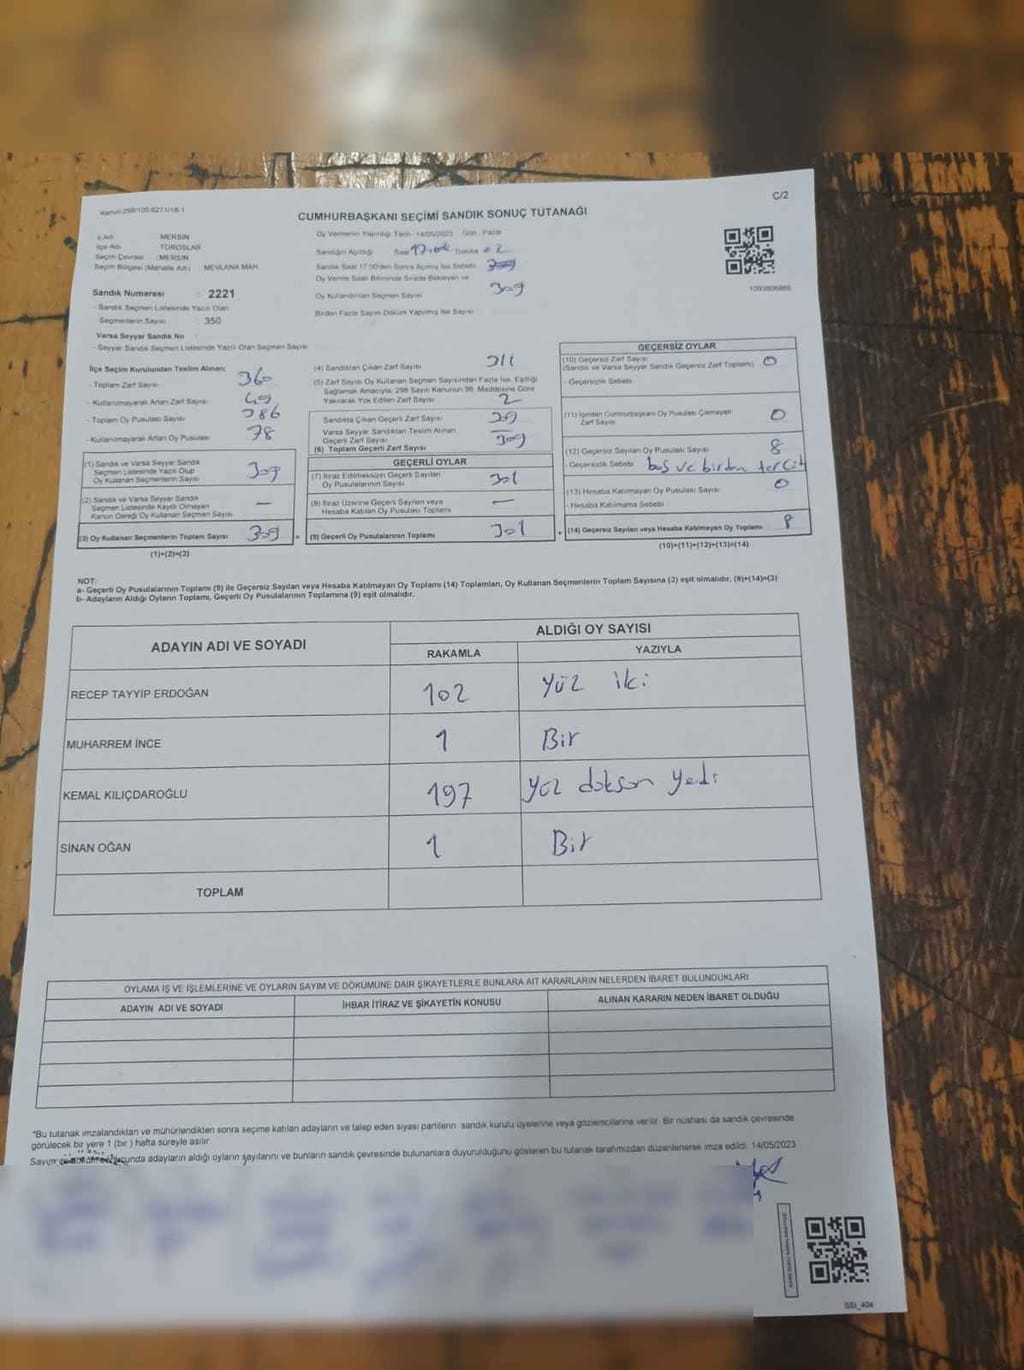 Kanun:298/105/6271/18-1
C/2
CUMHURBAŞKANI SEÇİMİ SANDIK SONUÇ TUTANAĞI
İl Adı MERSİN
İlçe Adı TOROSLAR
Seçim Çevresi : MERSİN
Seçim Bölgesi (Mahalle Adı) : MEVLANA MAH.
Sandık Numarası : 2221
- Sandık Seçmen Listesinde Yazılı Olan
Seçmenlerin Sayısı 350
Varsa Seyyar Sandık No
- Seyyar Sandık Seçmen Listesinde Yazılı Olan Seçmen Sayısı
Oy Vermenin Yapıldığı Tarih : 14/05/2023 Gün : Pazar
Sandığın Açıldığı Saat Dakika
Sandık Saat 17.00'den Sonra Açılmış İse Sebebi
Oy Verme Saati Bitiminde Sırada Bekleyen ve
Oy Kullandırılan Seçmen Sayısı 309
Birden Fazla Sayım Döküm Yapılmış İse Sayısı
1093806886
İlçe Seçim Kurulundan Teslim Alınan;
- Toplam Zarf Sayısı 360
- Kullanılmayarak Artan Zarf Sayısı 49
- Toplam Oy Pusulası Sayısı 386
- Kullanılmayarak Artan Oy Pusulası 78
(1) Sandık ve Varsa Seyyar Sandık
Seçmen Listesinde Yazılı Olup
Oy Kullanan Seçmenlerin Sayısı 309
(2) Sandık ve Varsa Seyyar Sandık
Seçmen Listesinde Kayıtlı Olmayan
Kanun Gereği Oy Kullanan Seçmen Sayısı —
(3) Oy Kullanan Seçmenlerin Toplam Sayısı 309
(1)+(2)=(3)
(4) Sandıktan Çıkan Zarf Sayısı 311
(5) Zarf Sayısı Oy Kullanan Seçmen Sayısından Fazla İse, Eşitliği
Sağlamak Amacıyla, 298 Sayılı Kanunun 98. Maddesine Göre
Yakılarak Yok Edilen Zarf Sayısı 2
Sandıkta Çıkan Geçerli Zarf Sayısı 309
Varsa Seyyar Sandıktan Teslim Alınan
Geçerli Zarf Sayısı —
(6) Toplam Geçerli Zarf Sayısı 309
GEÇERLİ OYLAR
(7) İtiraz Edilmeksizin Geçerli Sayılan
Oy Pusulalarının Sayısı 301
(8) İtiraz Üzerine Geçerli Sayılan veya
Hesaba Katılan Oy Pusulası Toplamı —
(9) Geçerli Oy Pusulalarının Toplamı 301
GEÇERSİZ OYLAR
(10) Geçersiz Zarf Sayısı
(Sandık ve Varsa Seyyar Sandık Geçersiz Zarf Toplamı) 0
- Geçersizlik Sebebi
(11) İçinden Cumhurbaşkanı Oy Pusulası Çıkmayan
Zarf Sayısı 0
(12) Geçersiz Sayılan Oy Pusulası Sayısı 8
Geçersizlik Sebebi boş ve birden tercih
(13) Hesaba Katılmayan Oy Pusulası Sayısı 0
- Hesaba Katılmama Sebebi
(14) Geçersiz Sayılan veya Hesaba Katılmayan Oy Toplamı 8
(10)+(11)+(12)+(13)=(14)
NOT:
a- Geçerli Oy Pusulalarının Toplamı (9) ile Geçersiz Sayılan veya Hesaba Katılmayan Oy Toplamı (14) Toplamları, Oy Kullanan Seçmenlerin Toplam Sayısına (3) eşit olmalıdır. (9)+(14)=(3)
b- Adayların Aldığı Oyların Toplamı, Geçerli Oy Pusulalarının Toplamına (9) eşit olmalıdır.
ADAYIN ADI VE SOYADI ALDIĞI OY SAYISI
RAKAMLA YAZIYLA
RECEP TAYYİP ERDOĞAN 102 yüz iki
MUHARREM İNCE 1 Bir
KEMAL KILIÇDAROĞLU 197 yüz doksan yedi
SİNAN OĞAN 1 Bir
TOPLAM
OYLAMA İŞ VE İŞLEMLERİNE VE OYLARIN SAYIM VE DÖKÜMÜNE DAİR ŞİKAYETLERLE BUNLARA AİT KARARLARIN NELERDEN İBARET BULUNDUKLARI
ADAYIN ADI VE SOYADI İHBAR İTİRAZ VE ŞİKAYETİN KONUSU ALINAN KARARIN NEDEN İBARET OLDUĞU
"Bu tutanak imzalandıktan ve mühürlendikten sonra seçime katılan adayların ve talep eden siyasi partilerin sandık kurulu üyelerine veya gözlemcilerine verilir. Bir nüshası da sandık çevresinde
görülecek bir yere 1 (bir) hafta süreyle asılır.
adayların aldığı oyların sayılarını ve bunların sandık çevresinde bulunanlara duyurulduğunu gösteren bu tutanak tarafımızdan düzenlenerek imza edildi. 14/05/2023
SSI_404